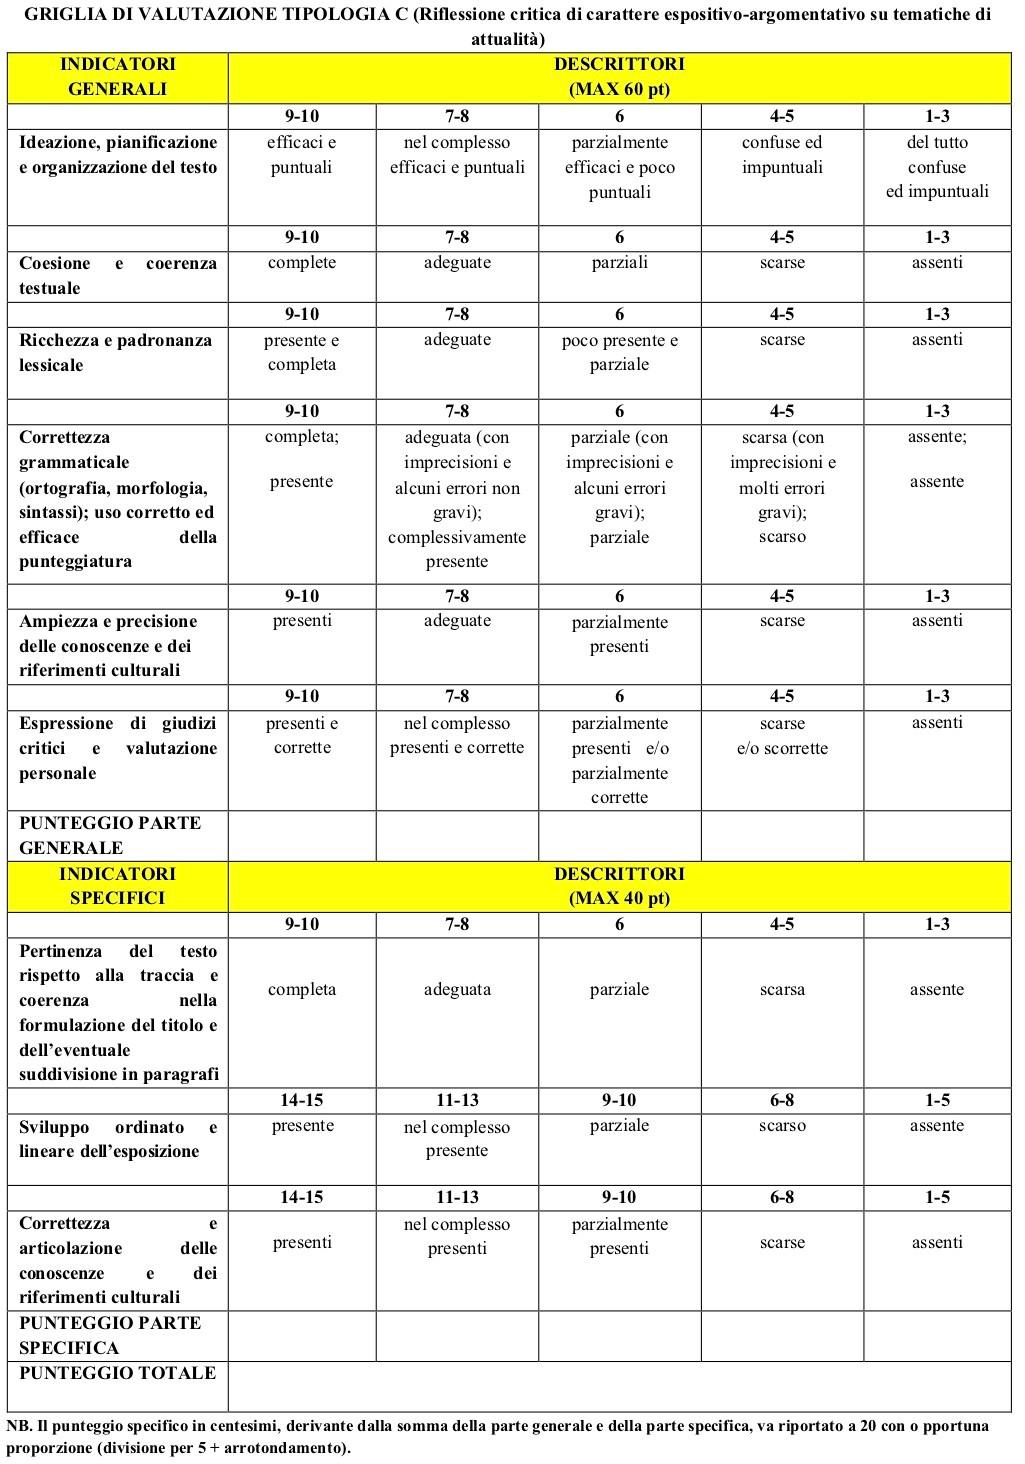 GRIGLIA DI VALUTAZIONE TIPOLOGIA C (Riflessione critica di carattere espositivo-argomentativo su tematiche di
attualità)
INDICATORI
GENERALI
DESCRITTORI
(MAX 60 pt)
9-10 7-8 6 4-5 1-3
Ideazione, pianificazione
e organizzazione del testo
efficaci e
puntuali
nel complesso
efficaci e puntuali
parzialmente
efficaci e poco
puntuali
confuse ed
impuntuali
del tutto
confuse
ed impuntuali
9-10 7-8 6 4-5 1-3
Coesione e coerenza
testuale
complete
adeguate
parziali
scarse
assenti
9-10 7-8 6 4-5 1-3
Ricchezza e padronanza
lessicale
presente e
completa
adeguate
poco presente e
parziale
scarse
assenti
9-10 7-8 6 4-5 1-3
Correttezza
grammaticale
(ortografia, morfologia,
sintassi); uso corretto ed
efficace della
punteggiatura
completa;
presente
adeguata (con
imprecisioni e
alcuni errori non
gravi);
complessivamente
presente
parziale (con
imprecisioni e
alcuni errori
gravi);
parziale
scarsa (con
imprecisioni e
molti errori
gravi);
scarso
assente;
assente
9-10 7-8 6 4-5 1-3
Ampiezza e precisione
delle conoscenze e dei
riferimenti culturali
presenti
adeguate
parzialmente
presenti
scarse
assenti
9-10 7-8 6 4-5 1-3
Espressione di giudizi
critici e valutazione
personale
presenti e
corrette
nel complesso
presenti e corrette
parzialmente
presenti e/o
parzialmente
corrette
scarse
e/o scorrette
assenti
PUNTEGGIO PARTE
GENERALE
INDICATORI
SPECIFICI
DESCRITTORI
(MAX 40 pt)
9-10 7-8 6 4-5 1-3
Pertinenza del testo
rispetto alla traccia e
coerenza nella
formulazione del titolo e
dell’eventuale
suddivisione in paragrafi
completa
adeguata
parziale
scarsa
assente
14-15 11-13 9-10 6-8 1-5
Sviluppo ordinato e
lineare dell’esposizione
presente
nel complesso
presente
parziale
scarso
assente
14-15 11-13 9-10 6-8 1-5
Correttezza e
articolazione delle
conoscenze e dei
riferimenti culturali
presenti
nel complesso
presenti
parzialmente
presenti
scarse
assenti
PUNTEGGIO PARTE
SPECIFICA
PUNTEGGIO TOTALE
NB. Il punteggio specifico in centesimi, derivante dalla somma della parte generale e della parte specifica, va riportato a 20 con o pportuna
proporzione (divisione per 5 + arrotondamento).